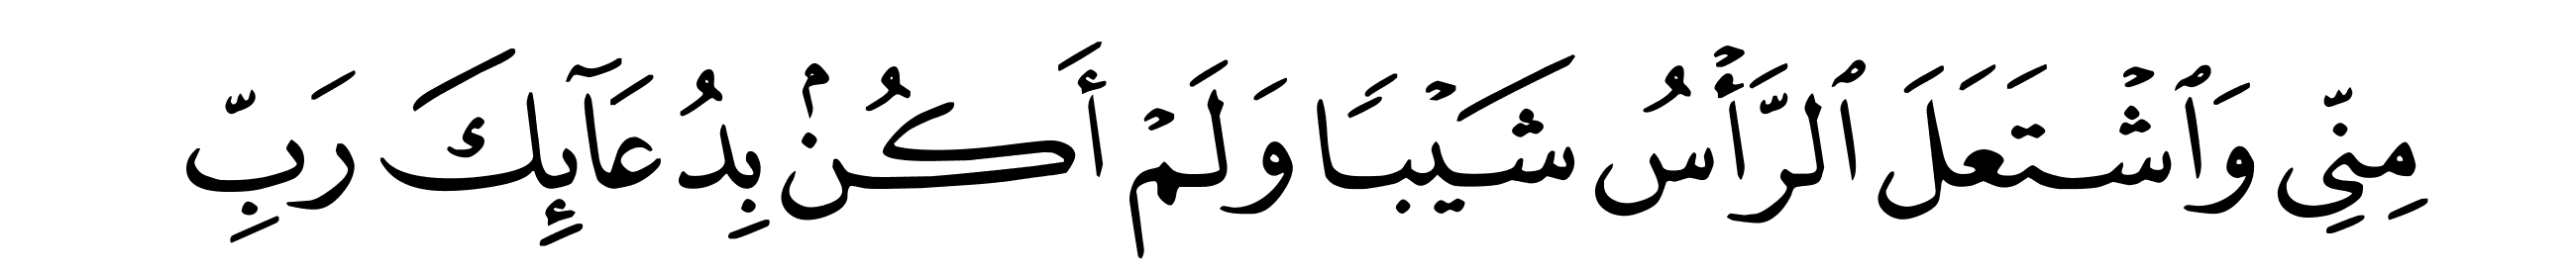 مِنِّي وَٱشْتَعَلَ ٱلرَّأْسُ شَيْبًا وَلَمْ أَكُنۢ بِدُعَآئِكَ رَبِّ